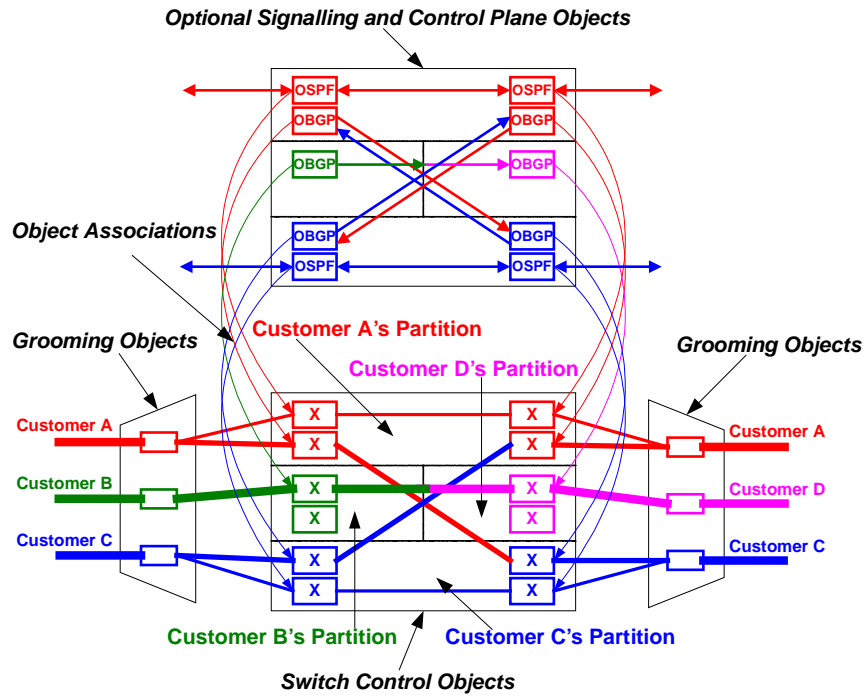 Optional Signalling and Control Plane Objects
OSPF OSPF
OBGP OBGP
OBGP OBGP
OBGP OBGP
OSPF OSPF
Object Associations
Customer A's Partition
Grooming Objects Grooming Objects
Customer D's Partition
Customer A X X Customer A
X X
Customer B X X Customer D
X X
Customer C X X Customer C
X X
Customer B's Partition Customer C's Partition
Switch Control Objects